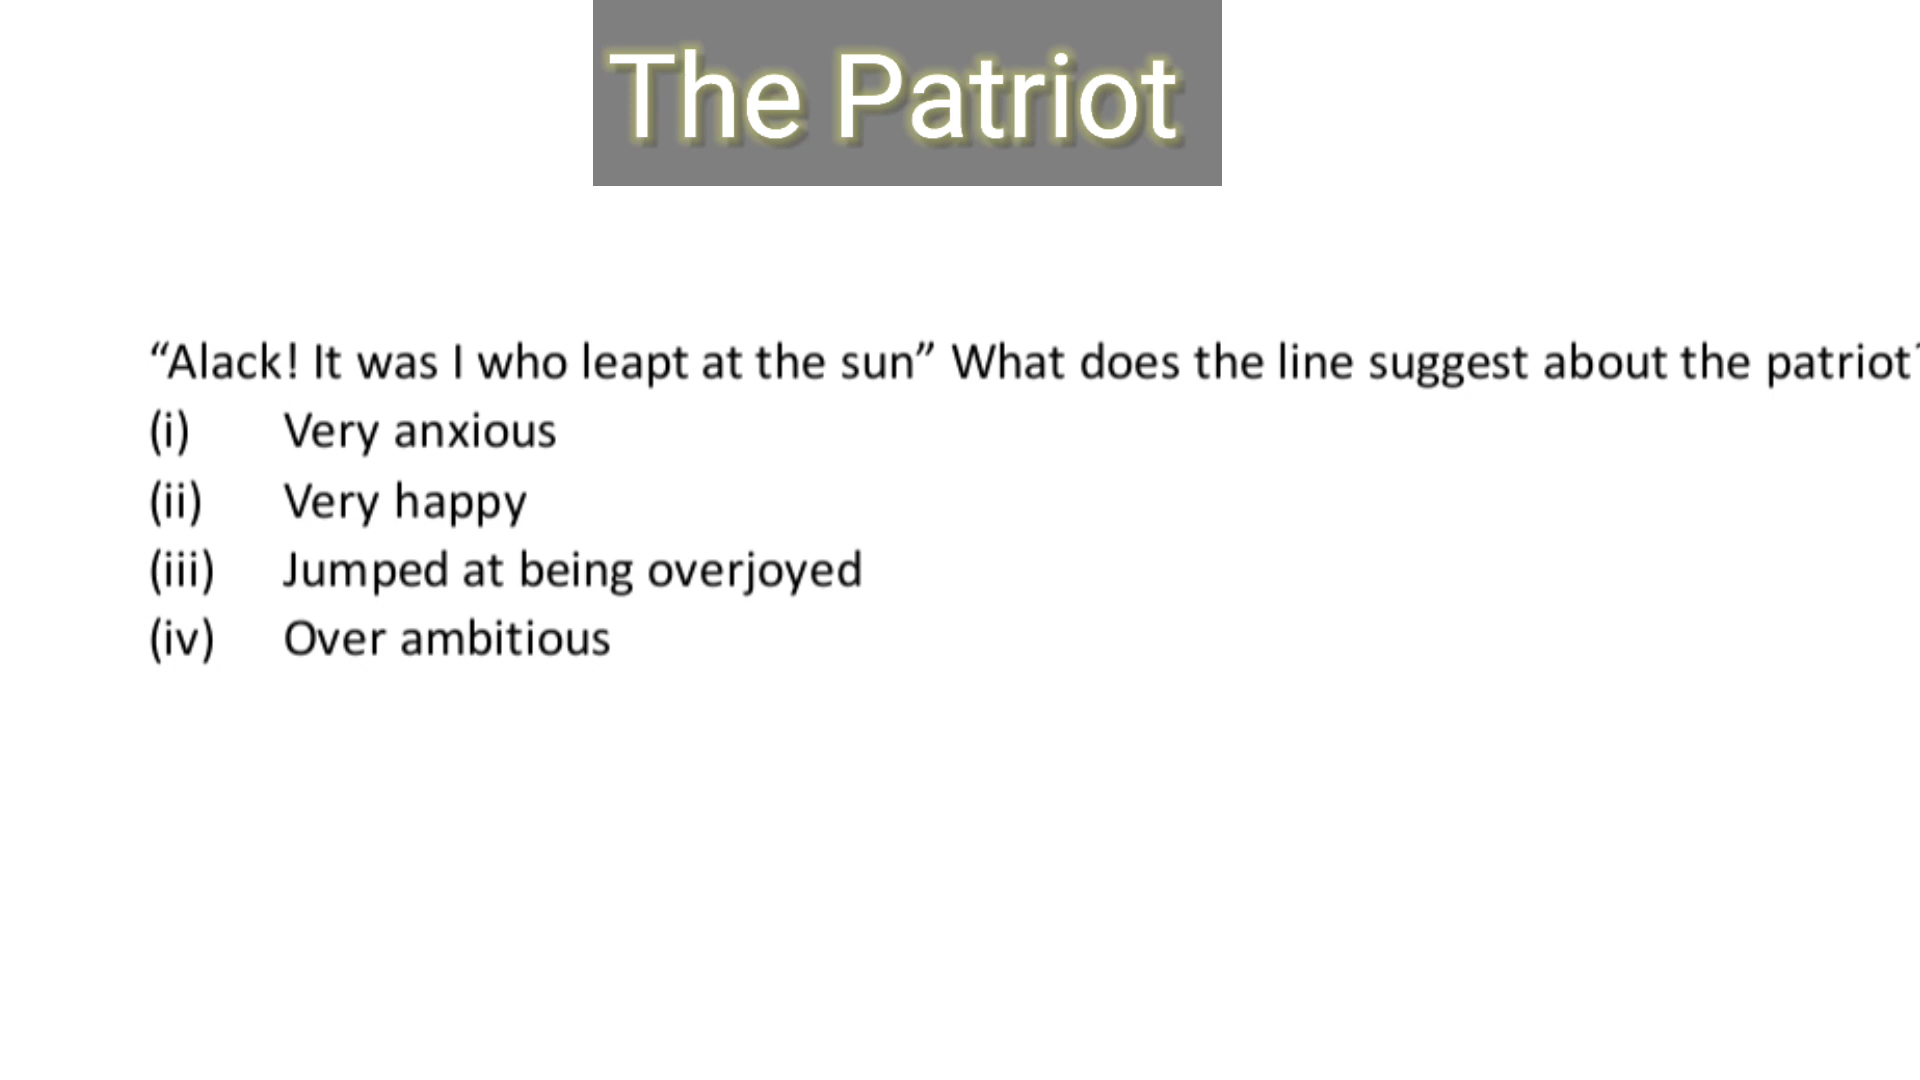 The Patriot
“Alack! It was I who leapt at the sun” What does the line suggest about the patriot?
(i) Very anxious
(ii) Very happy
(iii) Jumped at being overjoyed
(iv) Over ambitious